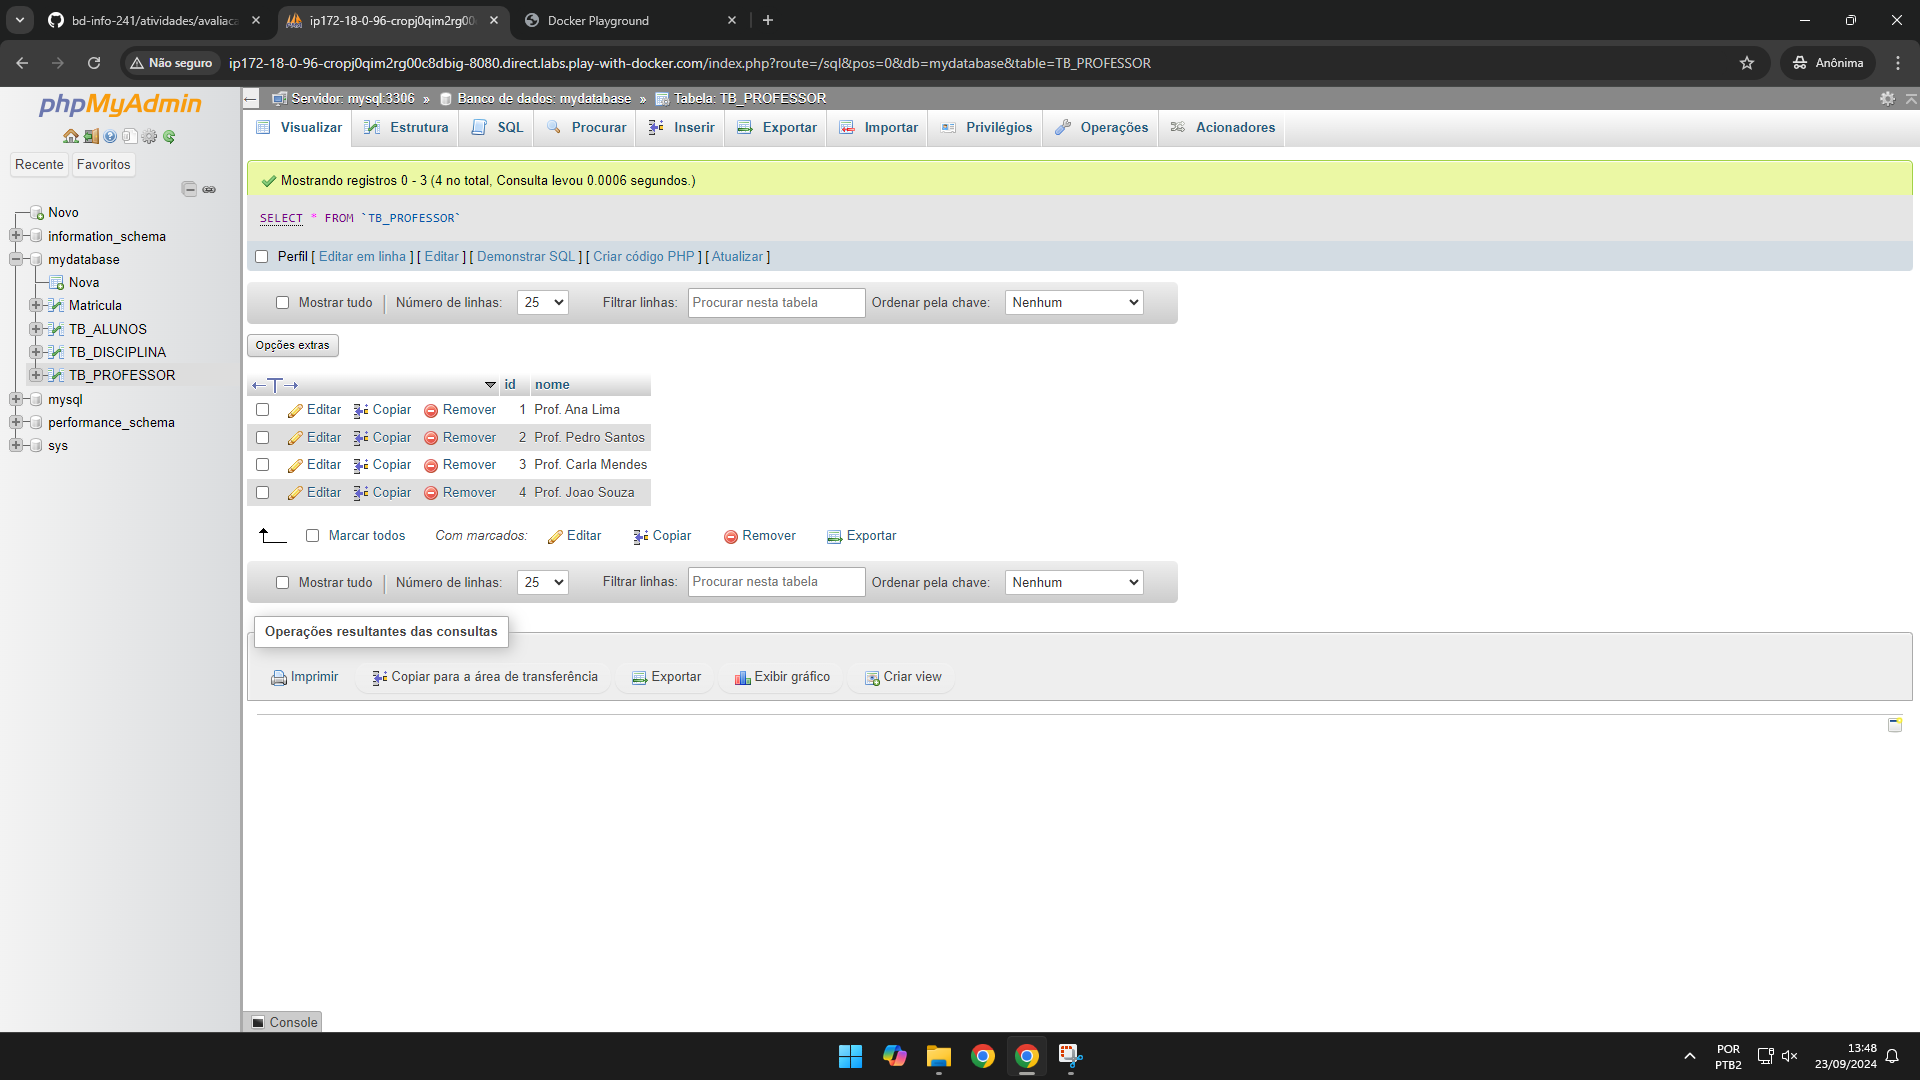 bd-info-241/atividades/avaliaca
ip172-18-0-96-cropj0qim2rg00
Docker Playground
Não seguro
ip172-18-0-96-cropj0qim2rg00c8dbig-8080.direct.labs.play-with-docker.com/index.php?route=/sql&pos=0&db=mydatabase&table=TB_PROFESSOR
Anônima
phpMyAdmin
Recente Favoritos
Novo
information_schema
mydatabase
Nova
Matricula
TB_ALUNOS
TB_DISCIPLINA
TB_PROFESSOR
mysql
performance_schema
sys
Servidor: mysql:3306 » Banco de dados: mydatabase » Tabela: TB_PROFESSOR
Visualizar Estrutura SQL Procurar Inserir Exportar Importar Privilégios Operações Acionadores
Mostrando registros 0 - 3 (4 no total, Consulta levou 0.0006 segundos.)
SELECT * FROM `TB_PROFESSOR`
Perfil [ Editar em linha ] [ Editar ] [ Demonstrar SQL ] [ Criar código PHP ] [ Atualizar ]
Mostrar tudo Número de linhas: 25 Filtrar linhas: Procurar nesta tabela Ordenar pela chave: Nenhum
Opções extras
id nome
Editar Copiar Remover 1 Prof. Ana Lima
Editar Copiar Remover 2 Prof. Pedro Santos
Editar Copiar Remover 3 Prof. Carla Mendes
Editar Copiar Remover 4 Prof. Joao Souza
Marcar todos Com marcados: Editar Copiar Remover Exportar
Mostrar tudo Número de linhas: 25 Filtrar linhas: Procurar nesta tabela Ordenar pela chave: Nenhum
Operações resultantes das consultas
Imprimir Copiar para a área de transferência Exportar Exibir gráfico Criar view
Console
POR
PTB2
13:48
23/09/2024